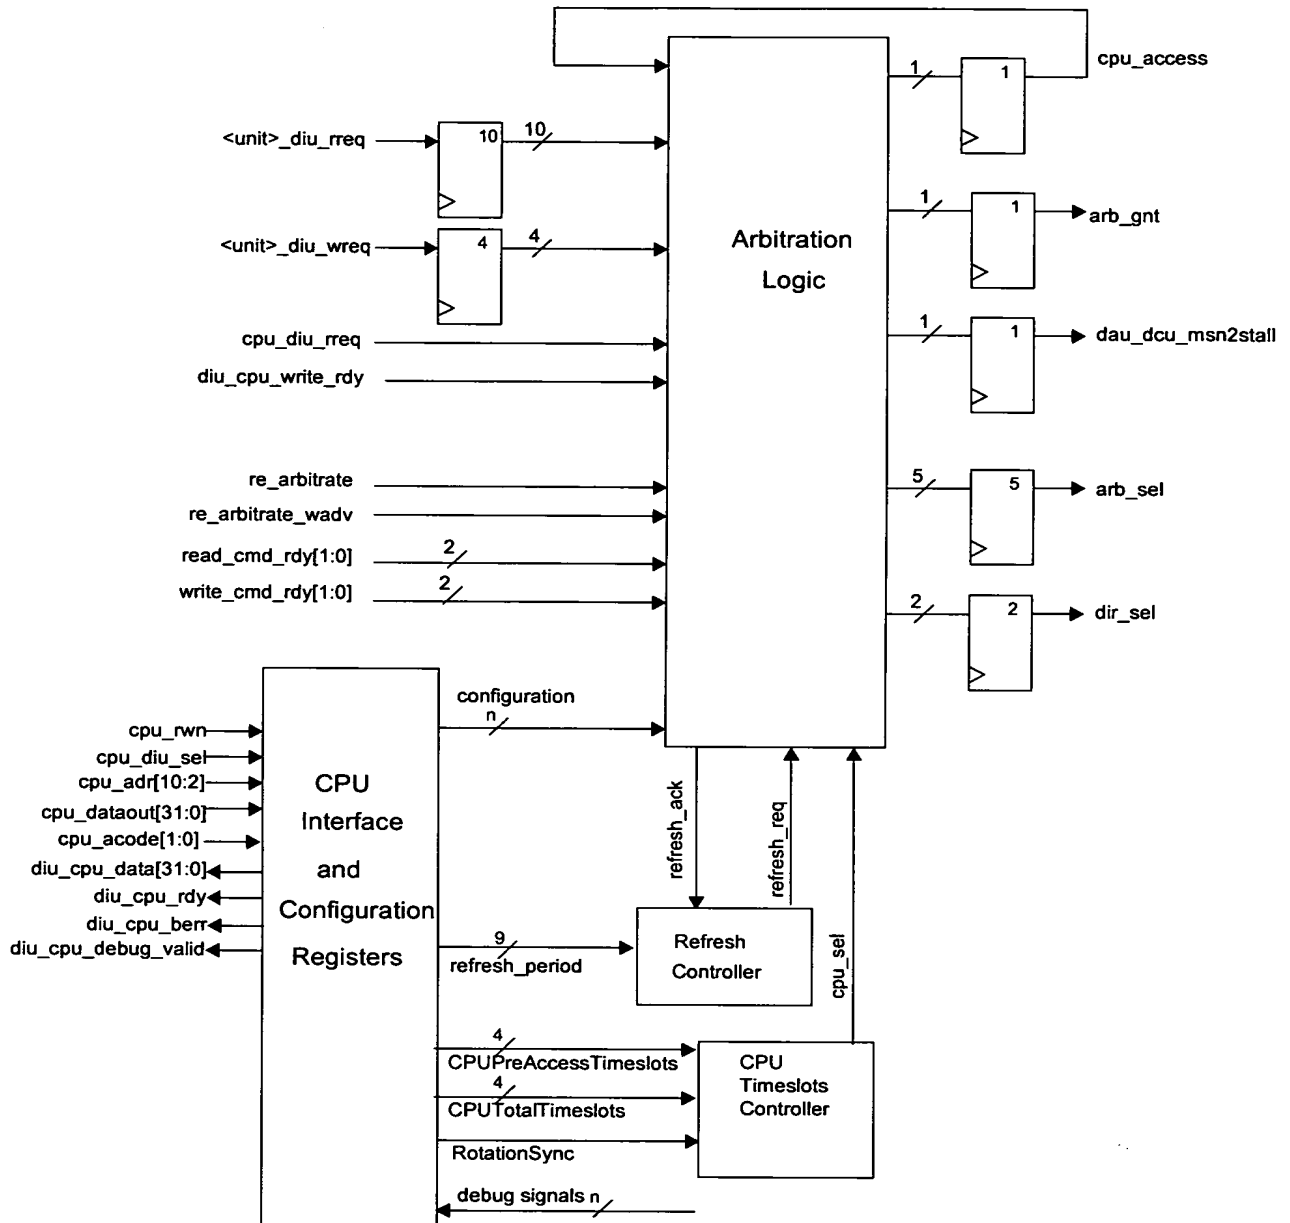 cpu_access
1
1
<unit>_diu_rreq
10
10
1
1
arb_gnt
<unit>_diu_wreq
4
4
Arbitration
Logic
cpu_diu_rreq
1
1
dau_dcu_msn2stall
diu_cpu_write_rdy
re_arbitrate
5
5
arb_sel
re_arbitrate_wadv
read_cmd_rdy[1:0]
2
write_cmd_rdy[1:0]
2
2
2
dir_sel
configuration
n
cpu_rwn
cpu_diu_sel
cpu_adr[10:2]
cpu_dataout[31:0]
cpu_acode[1:0]
diu_cpu_data[31:0]
diu_cpu_rdy
diu_cpu_berr
diu_cpu_debug_valid
CPU
Interface
and
Configuration
Registers
refresh_ack
refresh_req
cpu_sel
9
refresh_period
Refresh
Controller
4
CPUPreAccessTimeslots
4
CPUTotalTimeslots
RotationSync
CPU
Timeslots
Controller
debug signals n